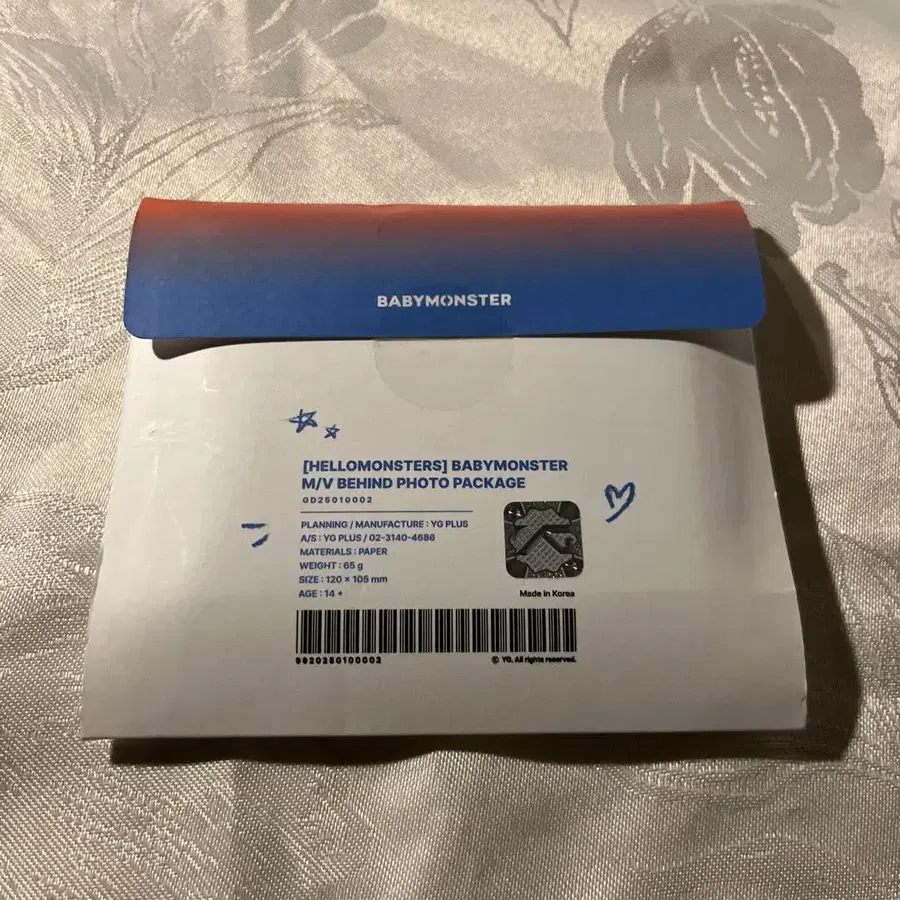 BABYMONSTER
[HELLOMONSTERS] BABYMONSTER
M/V BEHIND PHOTO PACKAGE
GD25010002
PLANNING / MANUFACTURE : YG PLUS
A/S : YG PLUS / 02-3140-4686
MATERIALS : PAPER
WEIGHT : 65 g
SIZE : 120 × 105 mm
AGE : 14 +
Made in Korea
9920250100002
© YG. All rights reserved.